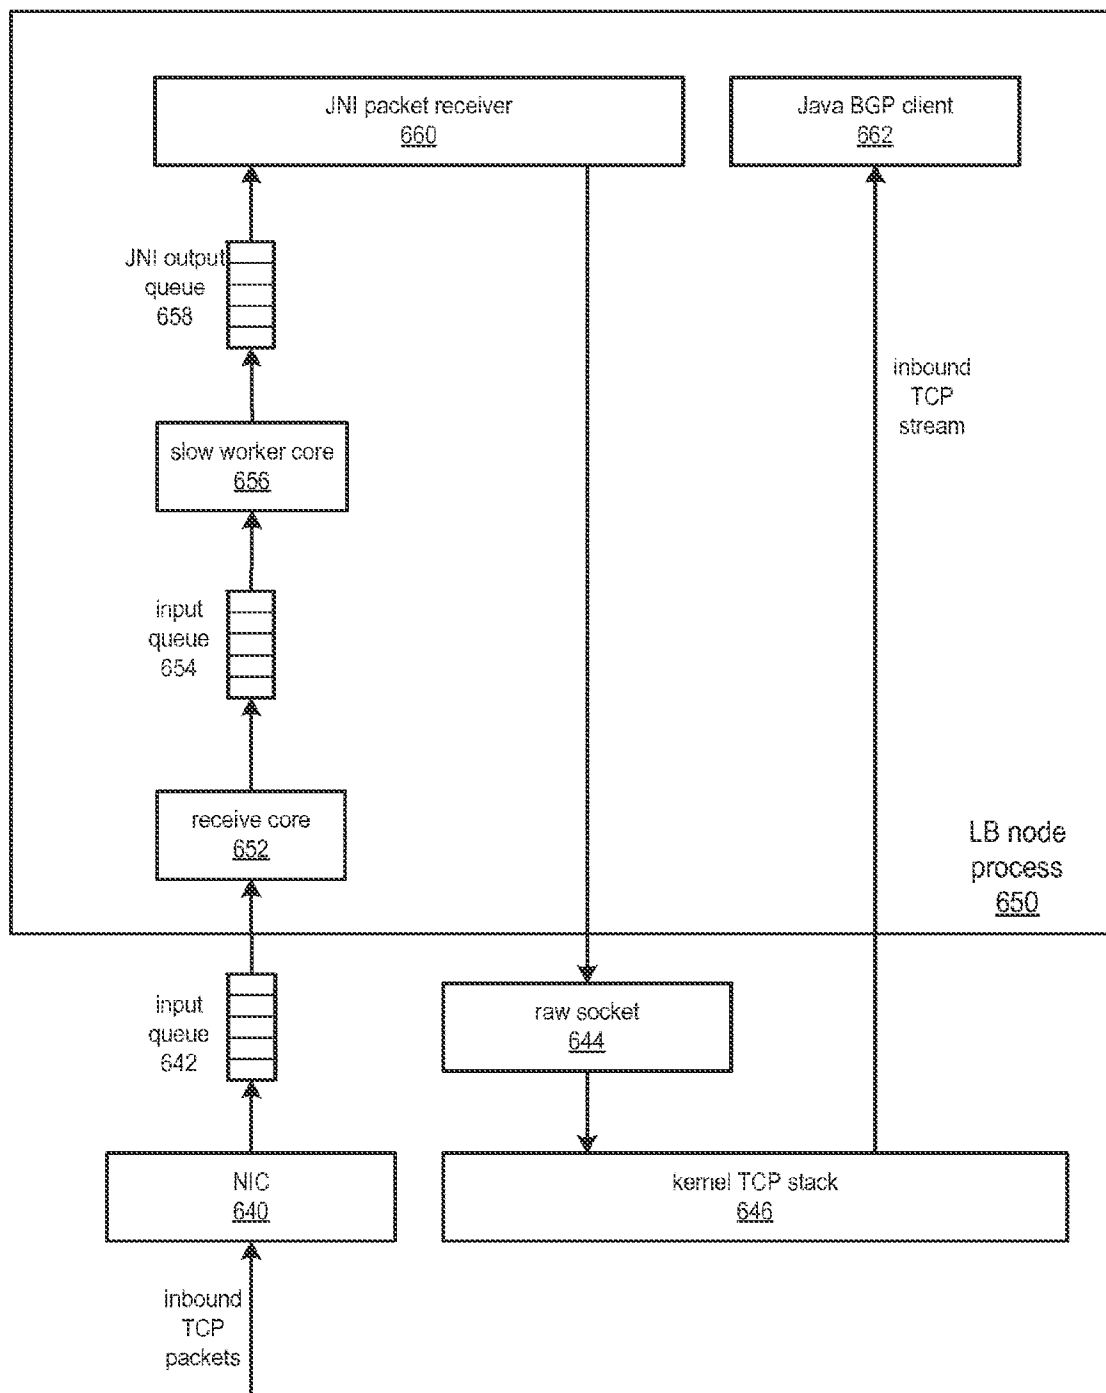 JNI packet receiver
660
Java BGP client
662
JNI output
queue
658
inbound
TCP
stream
slow worker core
656
input
queue
654
receive core
652
LB node
process
650
input
queue
642
raw socket
644
NIC
640
kernel TCP stack
646
inbound
TCP
packets